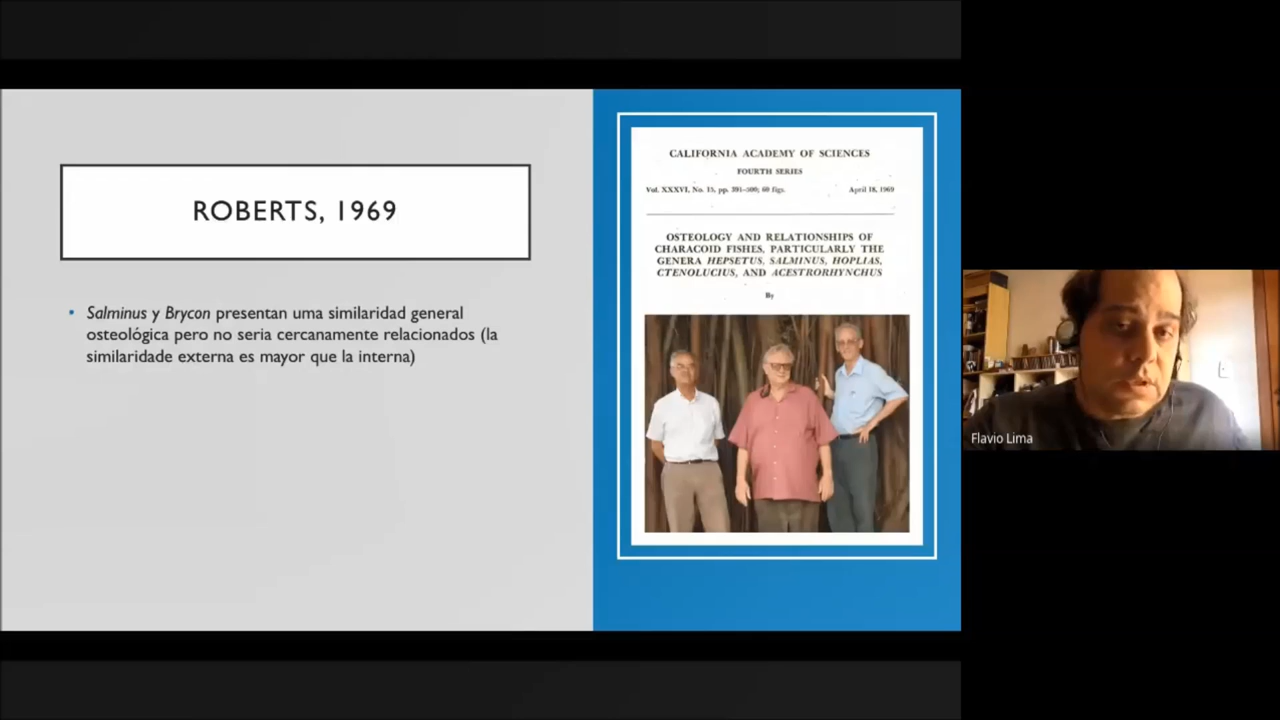 ROBERTS, 1969
• Salminus y Brycon presentan uma similaridad general
osteológica pero no seria cercanamente relacionados (la
similaridade externa es mayor que la interna)
CALIFORNIA ACADEMY OF SCIENCES
FOURTH SERIES
Vol. XXXVI, No. 15, pp. 391–500; 60 figs.
April 18, 1969
OSTEOLOGY AND RELATIONSHIPS OF
CHARACOID FISHES, PARTICULARLY THE
GENERA HEPSETUS, SALMINUS, HOPLIAS,
CTENOLUCIUS, AND ACESTRORHYNCHUS
By
Flavio Lima